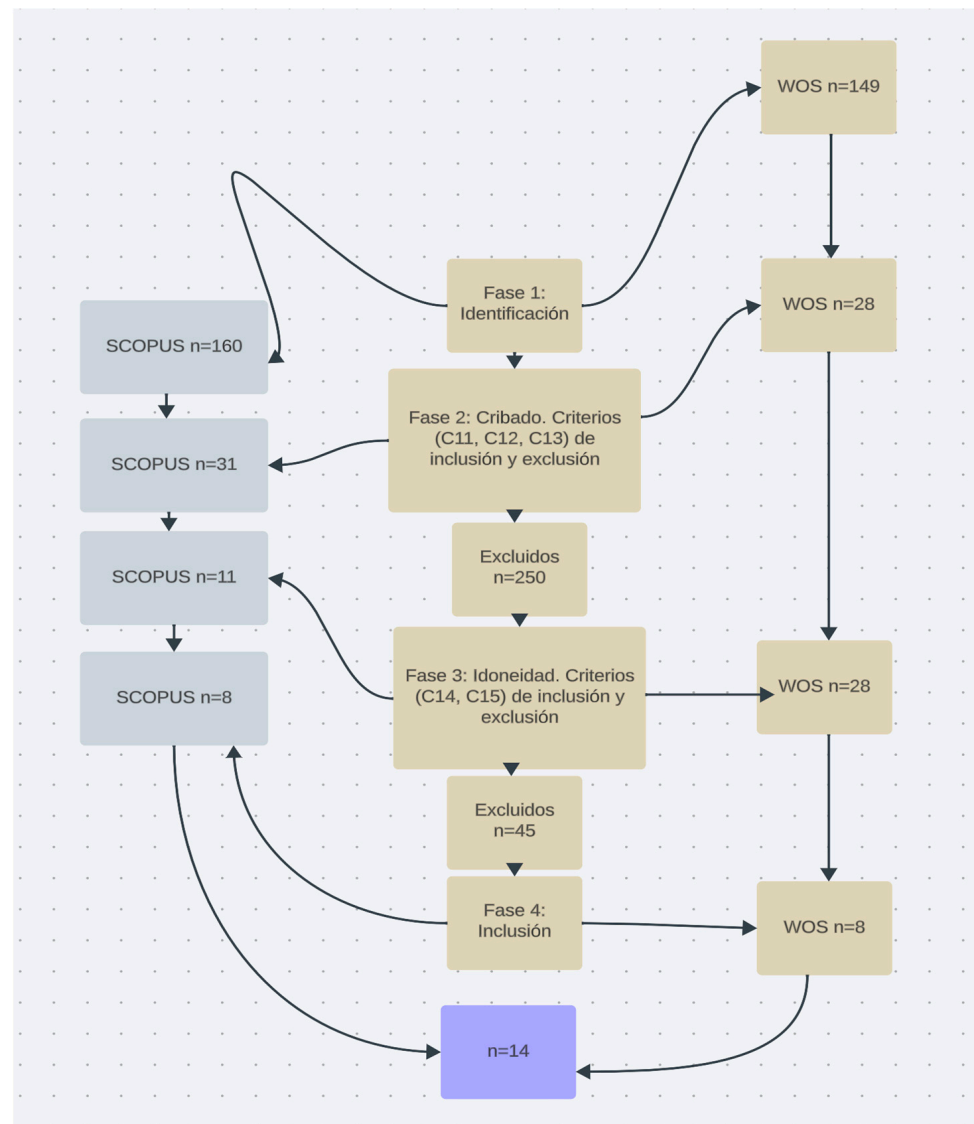 WOS n=149
Fase 1:
Identificación
WOS n=28
SCOPUS n=160
Fase 2: Cribado. Criterios
(C11, C12, C13) de
inclusión y exclusión
SCOPUS n=31
Excluidos
n=250
SCOPUS n=11
Fase 3: Idoneidad. Criterios
(C14, C15) de inclusión y
exclusión
WOS n=28
SCOPUS n=8
Excluidos
n=45
Fase 4:
Inclusión
WOS n=8
n=14